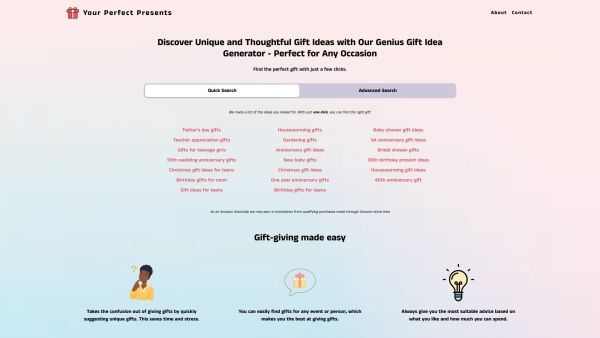 Your Perfect Presents
About Contact
Discover Unique and Thoughtful Gift Ideas with Our Genius Gift Idea
Generator - Perfect for Any Occasion
Find the perfect gift with just a few clicks.
Quick Search Advanced Search
We made a list of the ideas you looked for. With just one click, you can find the right gift.
Father's day gifts Housewarming gifts Baby shower gift ideas
Teacher appreciation gifts Gardening gifts 1st anniversary gift ideas
Gifts for teenage girls Anniversary gift ideas Bridal shower gifts
50th wedding anniversary gifts New baby gifts 30th birthday present ideas
Christmas gift ideas for teens Christmas gift ideas Housewarming gift ideas
Birthday gifts for mom One year anniversary gifts 40th anniversary gift
Gift ideas for teens Birthday gifts for teens
As an Amazon Associate we may earn a commission from qualifying purchases made through Amazon store links
Gift-giving made easy
Takes the confusion out of giving gifts by quickly
suggesting unique gifts. This saves time and stress.
You can easily find gifts for any event or person, which
makes you the best at giving gifts.
Always give you the most suitable advice based on
what you like and how much you can spend.